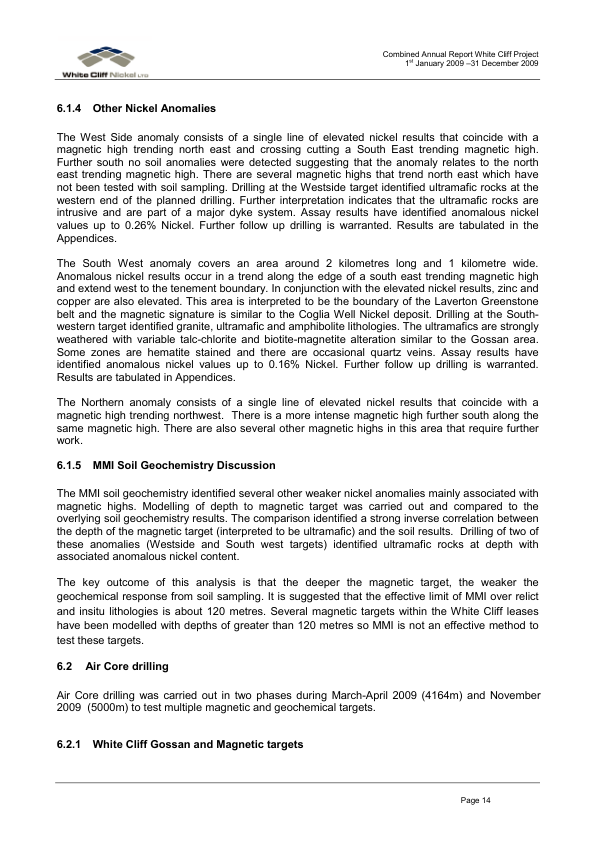 White Cliff Nickel LTD
Combined Annual Report White Cliff Project
1st January 2009 –31 December 2009
6.1.4 Other Nickel Anomalies
The West Side anomaly consists of a single line of elevated nickel results that coincide with a
magnetic high trending north east and crossing cutting a South East trending magnetic high.
Further south no soil anomalies were detected suggesting that the anomaly relates to the north
east trending magnetic high. There are several magnetic highs that trend north east which have
not been tested with soil sampling. Drilling at the Westside target identified ultramafic rocks at the
western end of the planned drilling. Further interpretation indicates that the ultramafic rocks are
intrusive and are part of a major dyke system. Assay results have identified anomalous nickel
values up to 0.26% Nickel. Further follow up drilling is warranted. Results are tabulated in the
Appendices.
The South West anomaly covers an area around 2 kilometres long and 1 kilometre wide.
Anomalous nickel results occur in a trend along the edge of a south east trending magnetic high
and extend west to the tenement boundary. In conjunction with the elevated nickel results, zinc and
copper are also elevated. This area is interpreted to be the boundary of the Laverton Greenstone
belt and the magnetic signature is similar to the Coglia Well Nickel deposit. Drilling at the South-
western target identified granite, ultramafic and amphibolite lithologies. The ultramafics are strongly
weathered with variable talc-chlorite and biotite-magnetite alteration similar to the Gossan area.
Some zones are hematite stained and there are occasional quartz veins. Assay results have
identified anomalous nickel values up to 0.16% Nickel. Further follow up drilling is warranted.
Results are tabulated in Appendices.
The Northern anomaly consists of a single line of elevated nickel results that coincide with a
magnetic high trending northwest. There is a more intense magnetic high further south along the
same magnetic high. There are also several other magnetic highs in this area that require further
work.
6.1.5 MMI Soil Geochemistry Discussion
The MMI soil geochemistry identified several other weaker nickel anomalies mainly associated with
magnetic highs. Modelling of depth to magnetic target was carried out and compared to the
overlying soil geochemistry results. The comparison identified a strong inverse correlation between
the depth of the magnetic target (interpreted to be ultramafic) and the soil results. Drilling of two of
these anomalies (Westside and South west targets) identified ultramafic rocks at depth with
associated anomalous nickel content.
The key outcome of this analysis is that the deeper the magnetic target, the weaker the
geochemical response from soil sampling. It is suggested that the effective limit of MMI over relict
and insitu lithologies is about 120 metres. Several magnetic targets within the White Cliff leases
have been modelled with depths of greater than 120 metres so MMI is not an effective method to
test these targets.
6.2 Air Core drilling
Air Core drilling was carried out in two phases during March-April 2009 (4164m) and November
2009 (5000m) to test multiple magnetic and geochemical targets.
6.2.1 White Cliff Gossan and Magnetic targets
Page 14